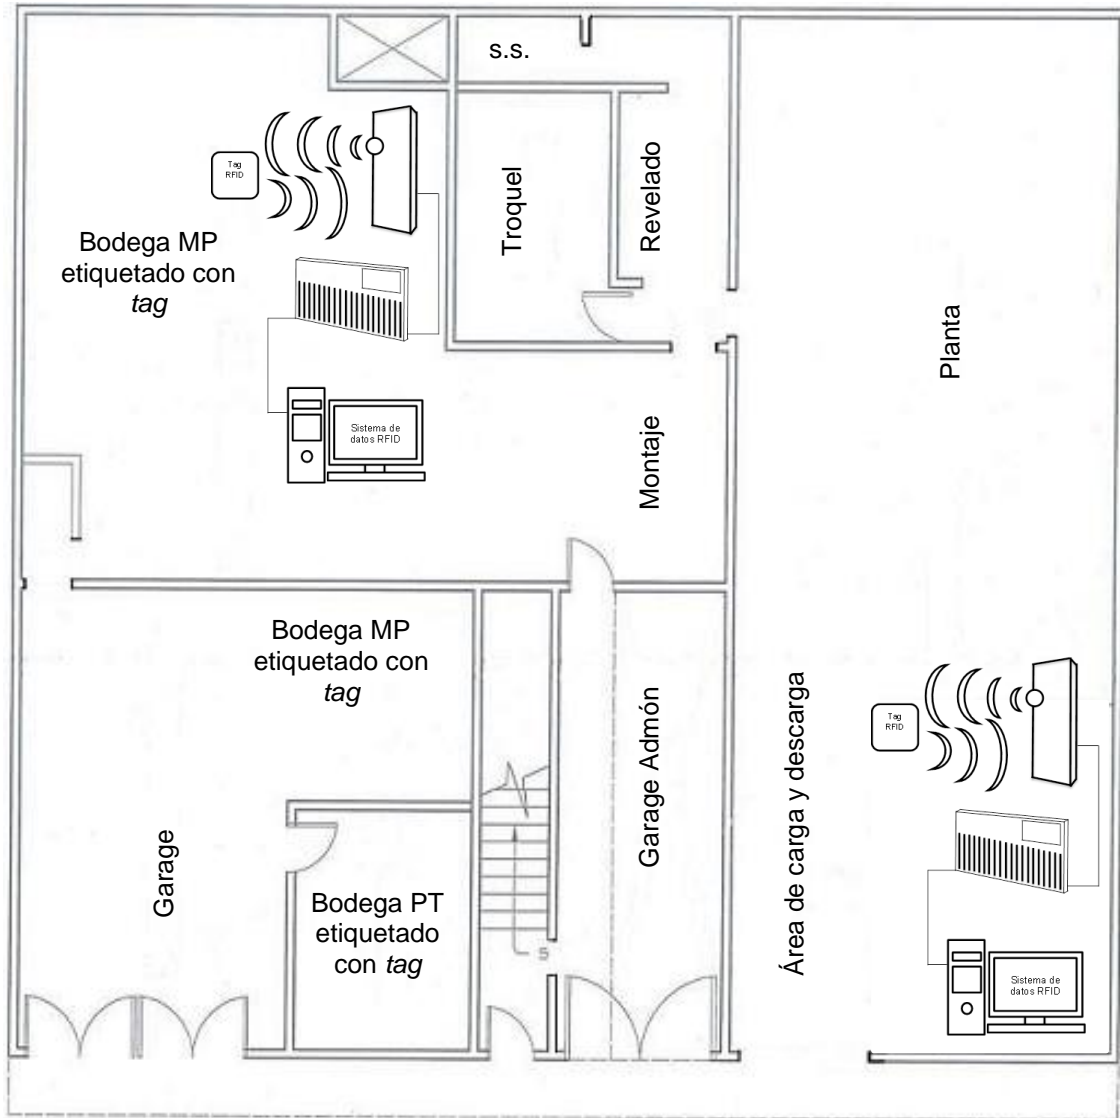 s.s.
Tag
RFID
Troquel
Revelado
Bodega MP
etiquetado con
tag
Planta
Sistema de
datos RFID
Montaje
Bodega MP
etiquetado con
tag
Garage Admón
Área de carga y descarga
Tag
RFID
Garage
Bodega PT
etiquetado
con tag
S
Sistema de
datos RFID